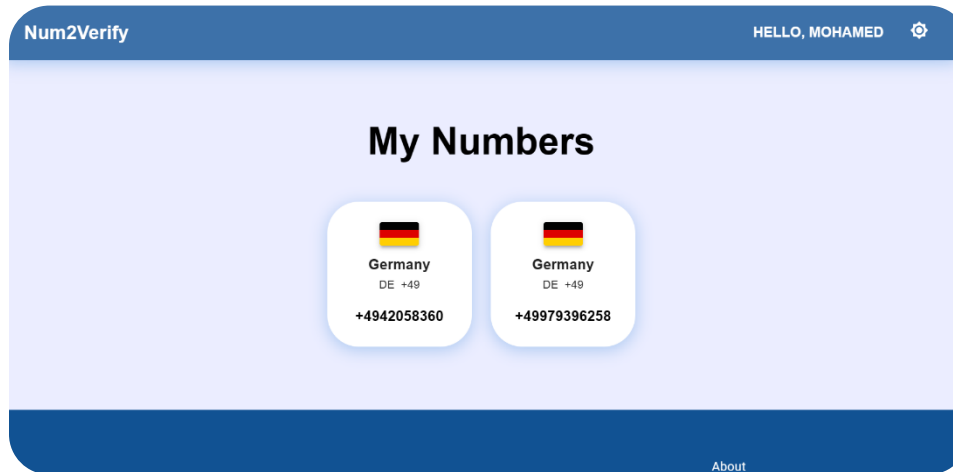 Num2Verify
HELLO, MOHAMED
My Numbers
Germany
DE +49
+4942058360
Germany
DE +49
+49979396258
About